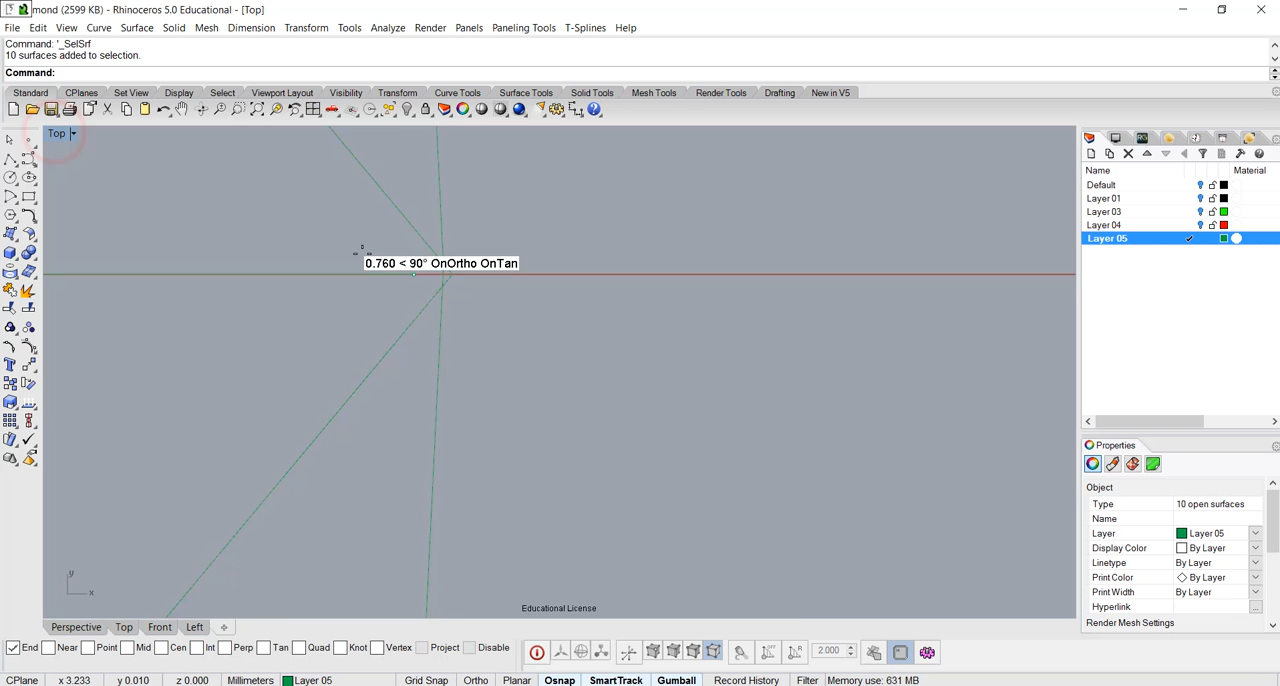 mond (2599 KB) - Rhinoceros 5.0 Educational - [Top]
File Edit View Curve Surface Solid Mesh Dimension Transform Tools Analyze Render Panels Paneling Tools T-Splines Help
Command: '_SelSrf
10 surfaces added to selection.
Command:
Standard CPlanes Set View Display Select Viewport Layout Visibility Transform Curve Tools Surface Tools Solid Tools Mesh Tools Render Tools Drafting New in V5
Top
0.760 < 90° OnOrtho OnTan
y
x
Educational License
Name Material
Default
Layer 01
Layer 03
Layer 04
Layer 05
Properties
Object
Type 10 open surfaces
Name
Layer Layer 05
Display Color By Layer
Linetype By Layer
Print Color By Layer
Print Width By Layer
Hyperlink ...
Render Mesh Settings
Perspective Top Front Left
End Near Point Mid Cen Int Perp Tan Quad Knot Vertex Project Disable
2.000
CPlane x 3.233 y 0.010 z 0.000 Millimeters Layer 05 Grid Snap Ortho Planar Osnap SmartTrack Gumball Record History Filter Memory use: 631 MB